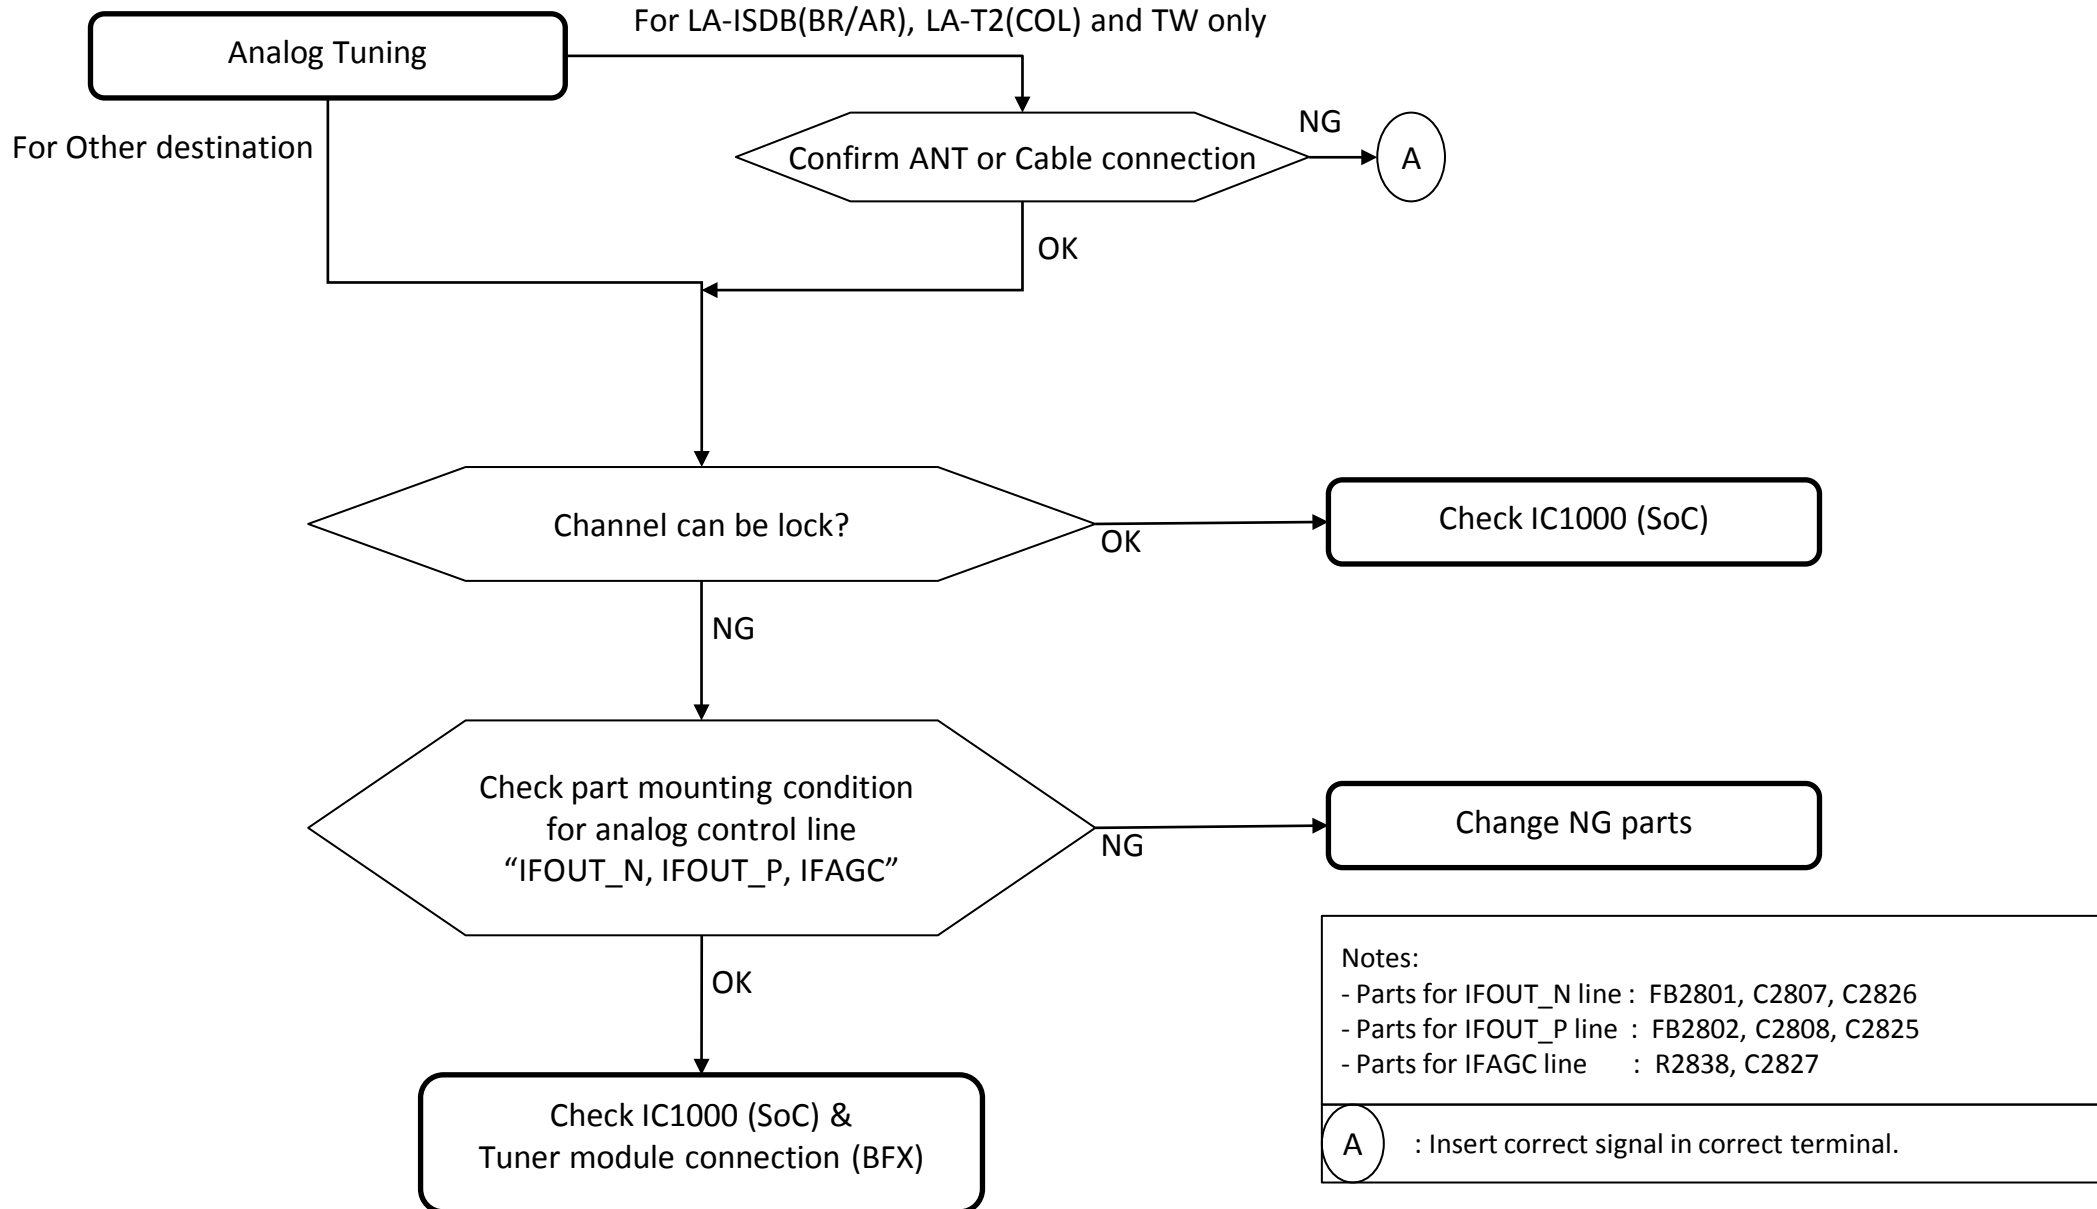 For LA-ISDB(BR/AR), LA-T2(COL) and TW only
Analog Tuning
For Other destination
Confirm ANT or Cable connection
NG
A
OK
Channel can be lock?
OK
Check IC1000 (SoC)
NG
Check part mounting condition
for analog control line
“IFOUT_N, IFOUT_P, IFAGC”
NG
Change NG parts
OK
Check IC1000 (SoC) &
Tuner module connection (BFX)
Notes:
- Parts for IFOUT_N line : FB2801, C2807, C2826
- Parts for IFOUT_P line : FB2802, C2808, C2825
- Parts for IFAGC line : R2838, C2827
A : Insert correct signal in correct terminal.